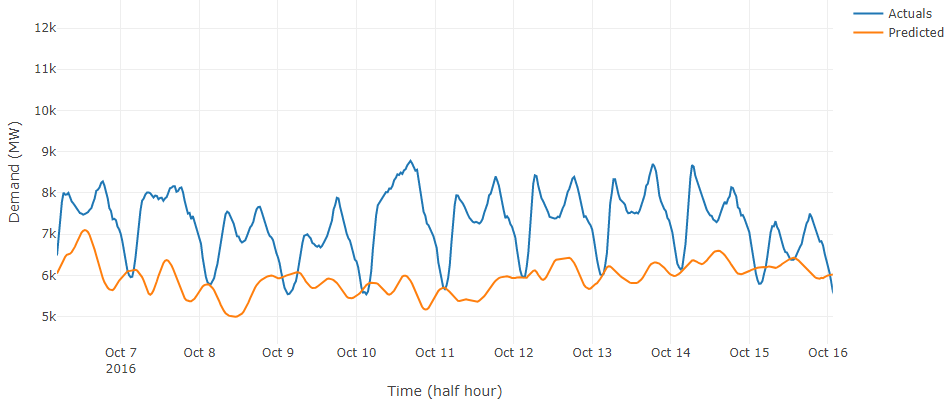 Actuals
Predicted
12k
11k
10k
9k
8k
7k
6k
5k
Demand (MW)
Oct 7
2016
Oct 8
Oct 9
Oct 10
Oct 11
Oct 12
Oct 13
Oct 14
Oct 15
Oct 16
Time (half hour)